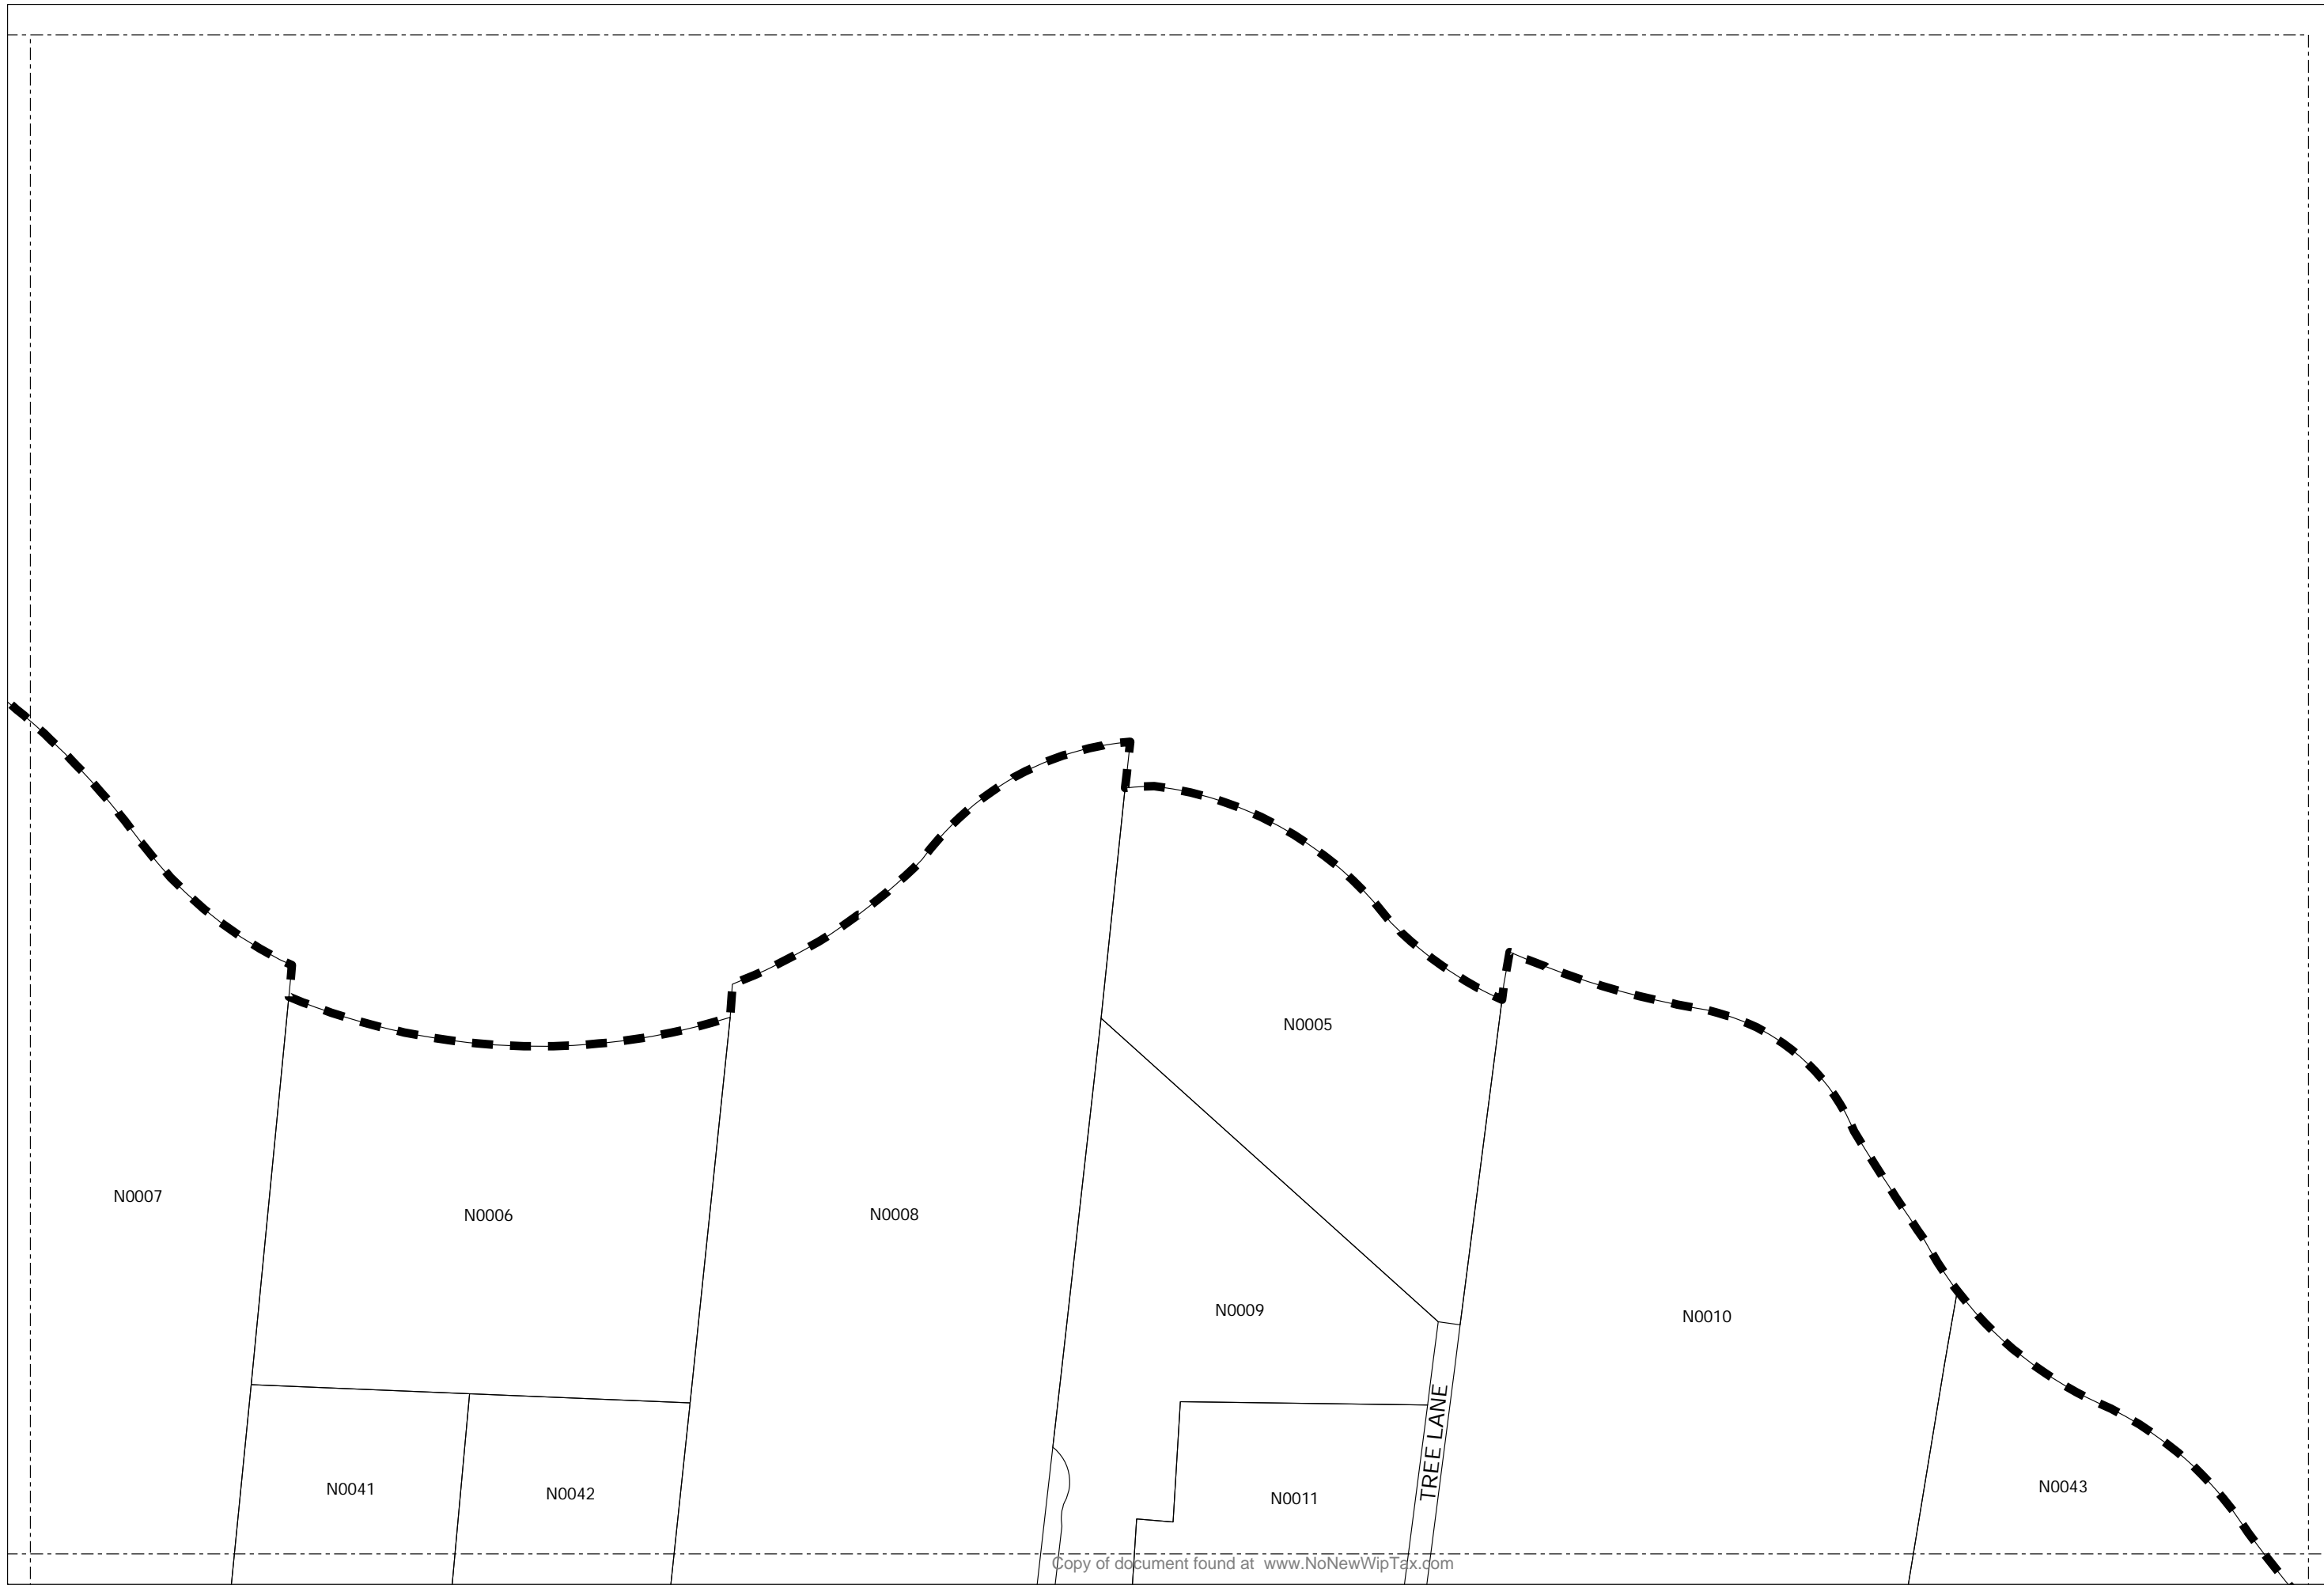 N0005
N0007
N0006
N0008
N0009
N0010
TREE LANE
N0041
N0042
N0011
N0043
Copy of document found at www.NoNewWipTax.com